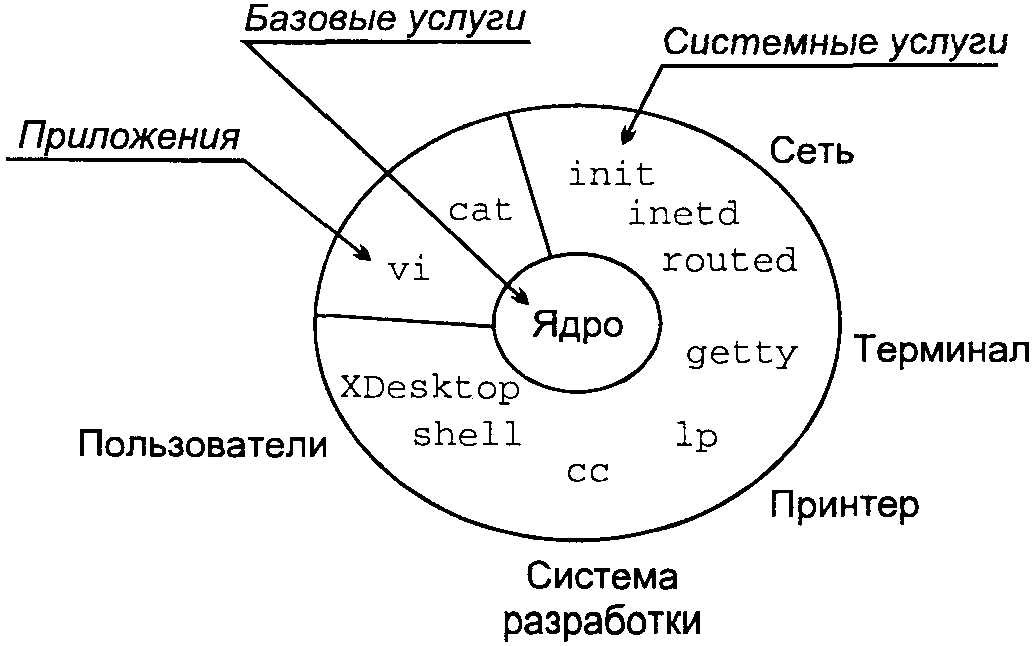 Базовые услуги
Системные услуги
Приложения
Сеть
init
cat
inetd
routed
vi
Ядро
getty
Терминал
XDesktop
Пользователи
shell
lp
cc
Принтер
Система
разработки